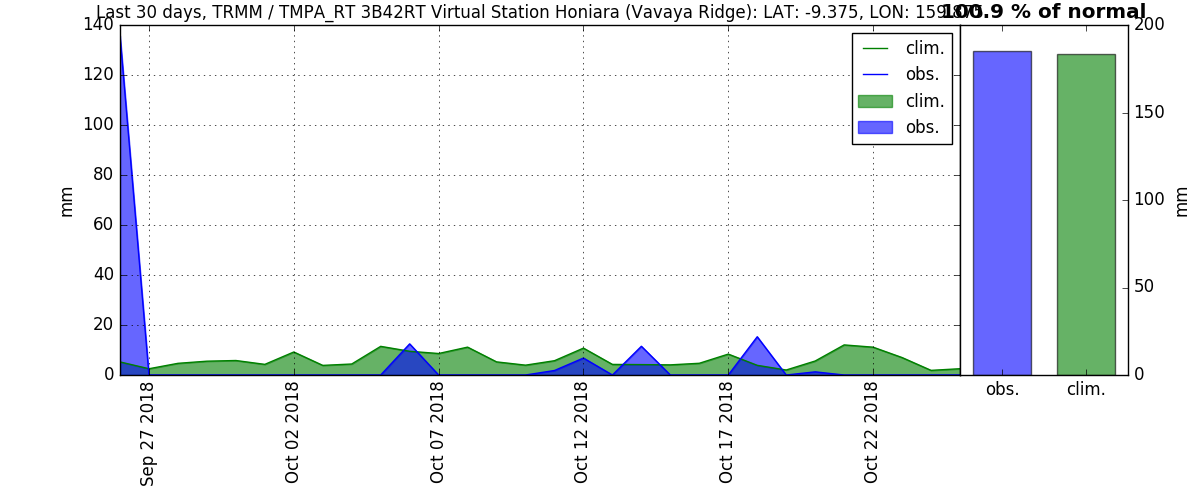 Last 30 days, TRMM / TMPA_RT 3B42RT Virtual Station Honiara (Vavaya Ridge): LAT: -9.375, LON:
100.9 % of normal
140
120
100
80
60
40
20
0
mm
clim.
obs.
clim.
obs.
200
150
100
50
0
mm
obs.
clim.
Sep 27 2018
Oct 02 2018
Oct 07 2018
Oct 12 2018
Oct 17 2018
Oct 22 2018